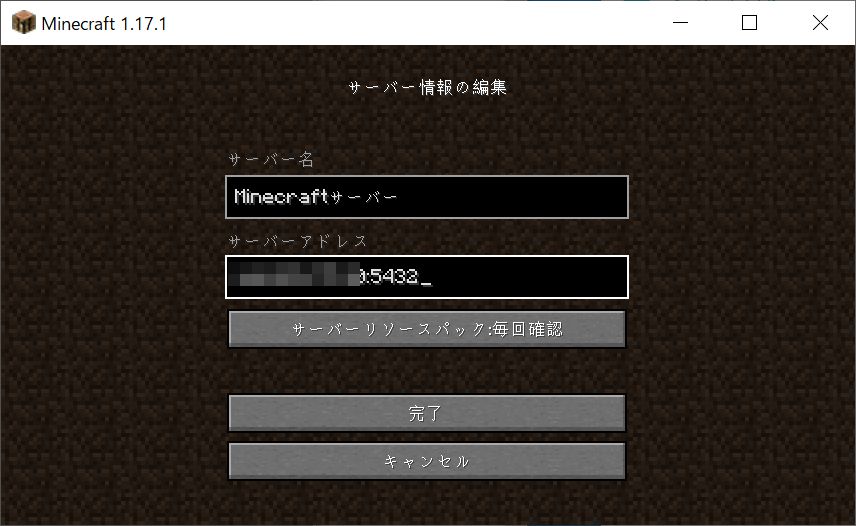 Minecraft 1.17.1
サーバー情報の編集
サーバー名
Minecraftサーバー
サーバーアドレス
:5432_
サーバーリソースパック:毎回確認
完了
キャンセル